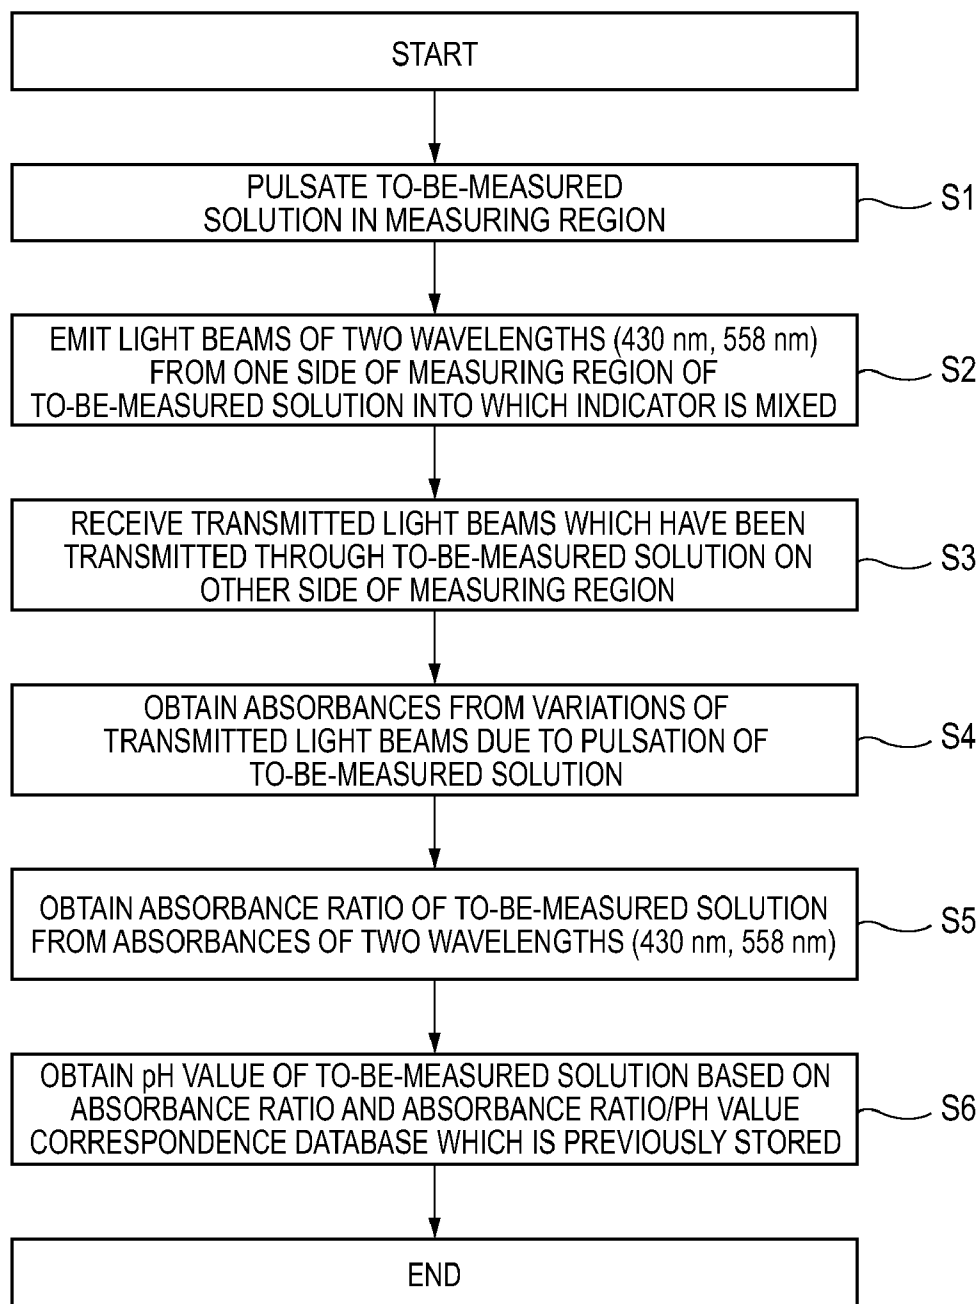 START
PULSATE TO-BE-MEASURED
SOLUTION IN MEASURING REGION
S1
EMIT LIGHT BEAMS OF TWO WAVELENGTHS (430 nm, 558 nm)
FROM ONE SIDE OF MEASURING REGION OF
TO-BE-MEASURED SOLUTION INTO WHICH INDICATOR IS MIXED
S2
RECEIVE TRANSMITTED LIGHT BEAMS WHICH HAVE BEEN
TRANSMITTED THROUGH TO-BE-MEASURED SOLUTION ON
OTHER SIDE OF MEASURING REGION
S3
OBTAIN ABSORBANCES FROM VARIATIONS OF
TRANSMITTED LIGHT BEAMS DUE TO PULSATION OF
TO-BE-MEASURED SOLUTION
S4
OBTAIN ABSORBANCE RATIO OF TO-BE-MEASURED SOLUTION
FROM ABSORBANCES OF TWO WAVELENGTHS (430 nm, 558 nm)
S5
OBTAIN pH VALUE OF TO-BE-MEASURED SOLUTION BASED ON
ABSORBANCE RATIO AND ABSORBANCE RATIO/PH VALUE
CORRESPONDENCE DATABASE WHICH IS PREVIOUSLY STORED
S6
END